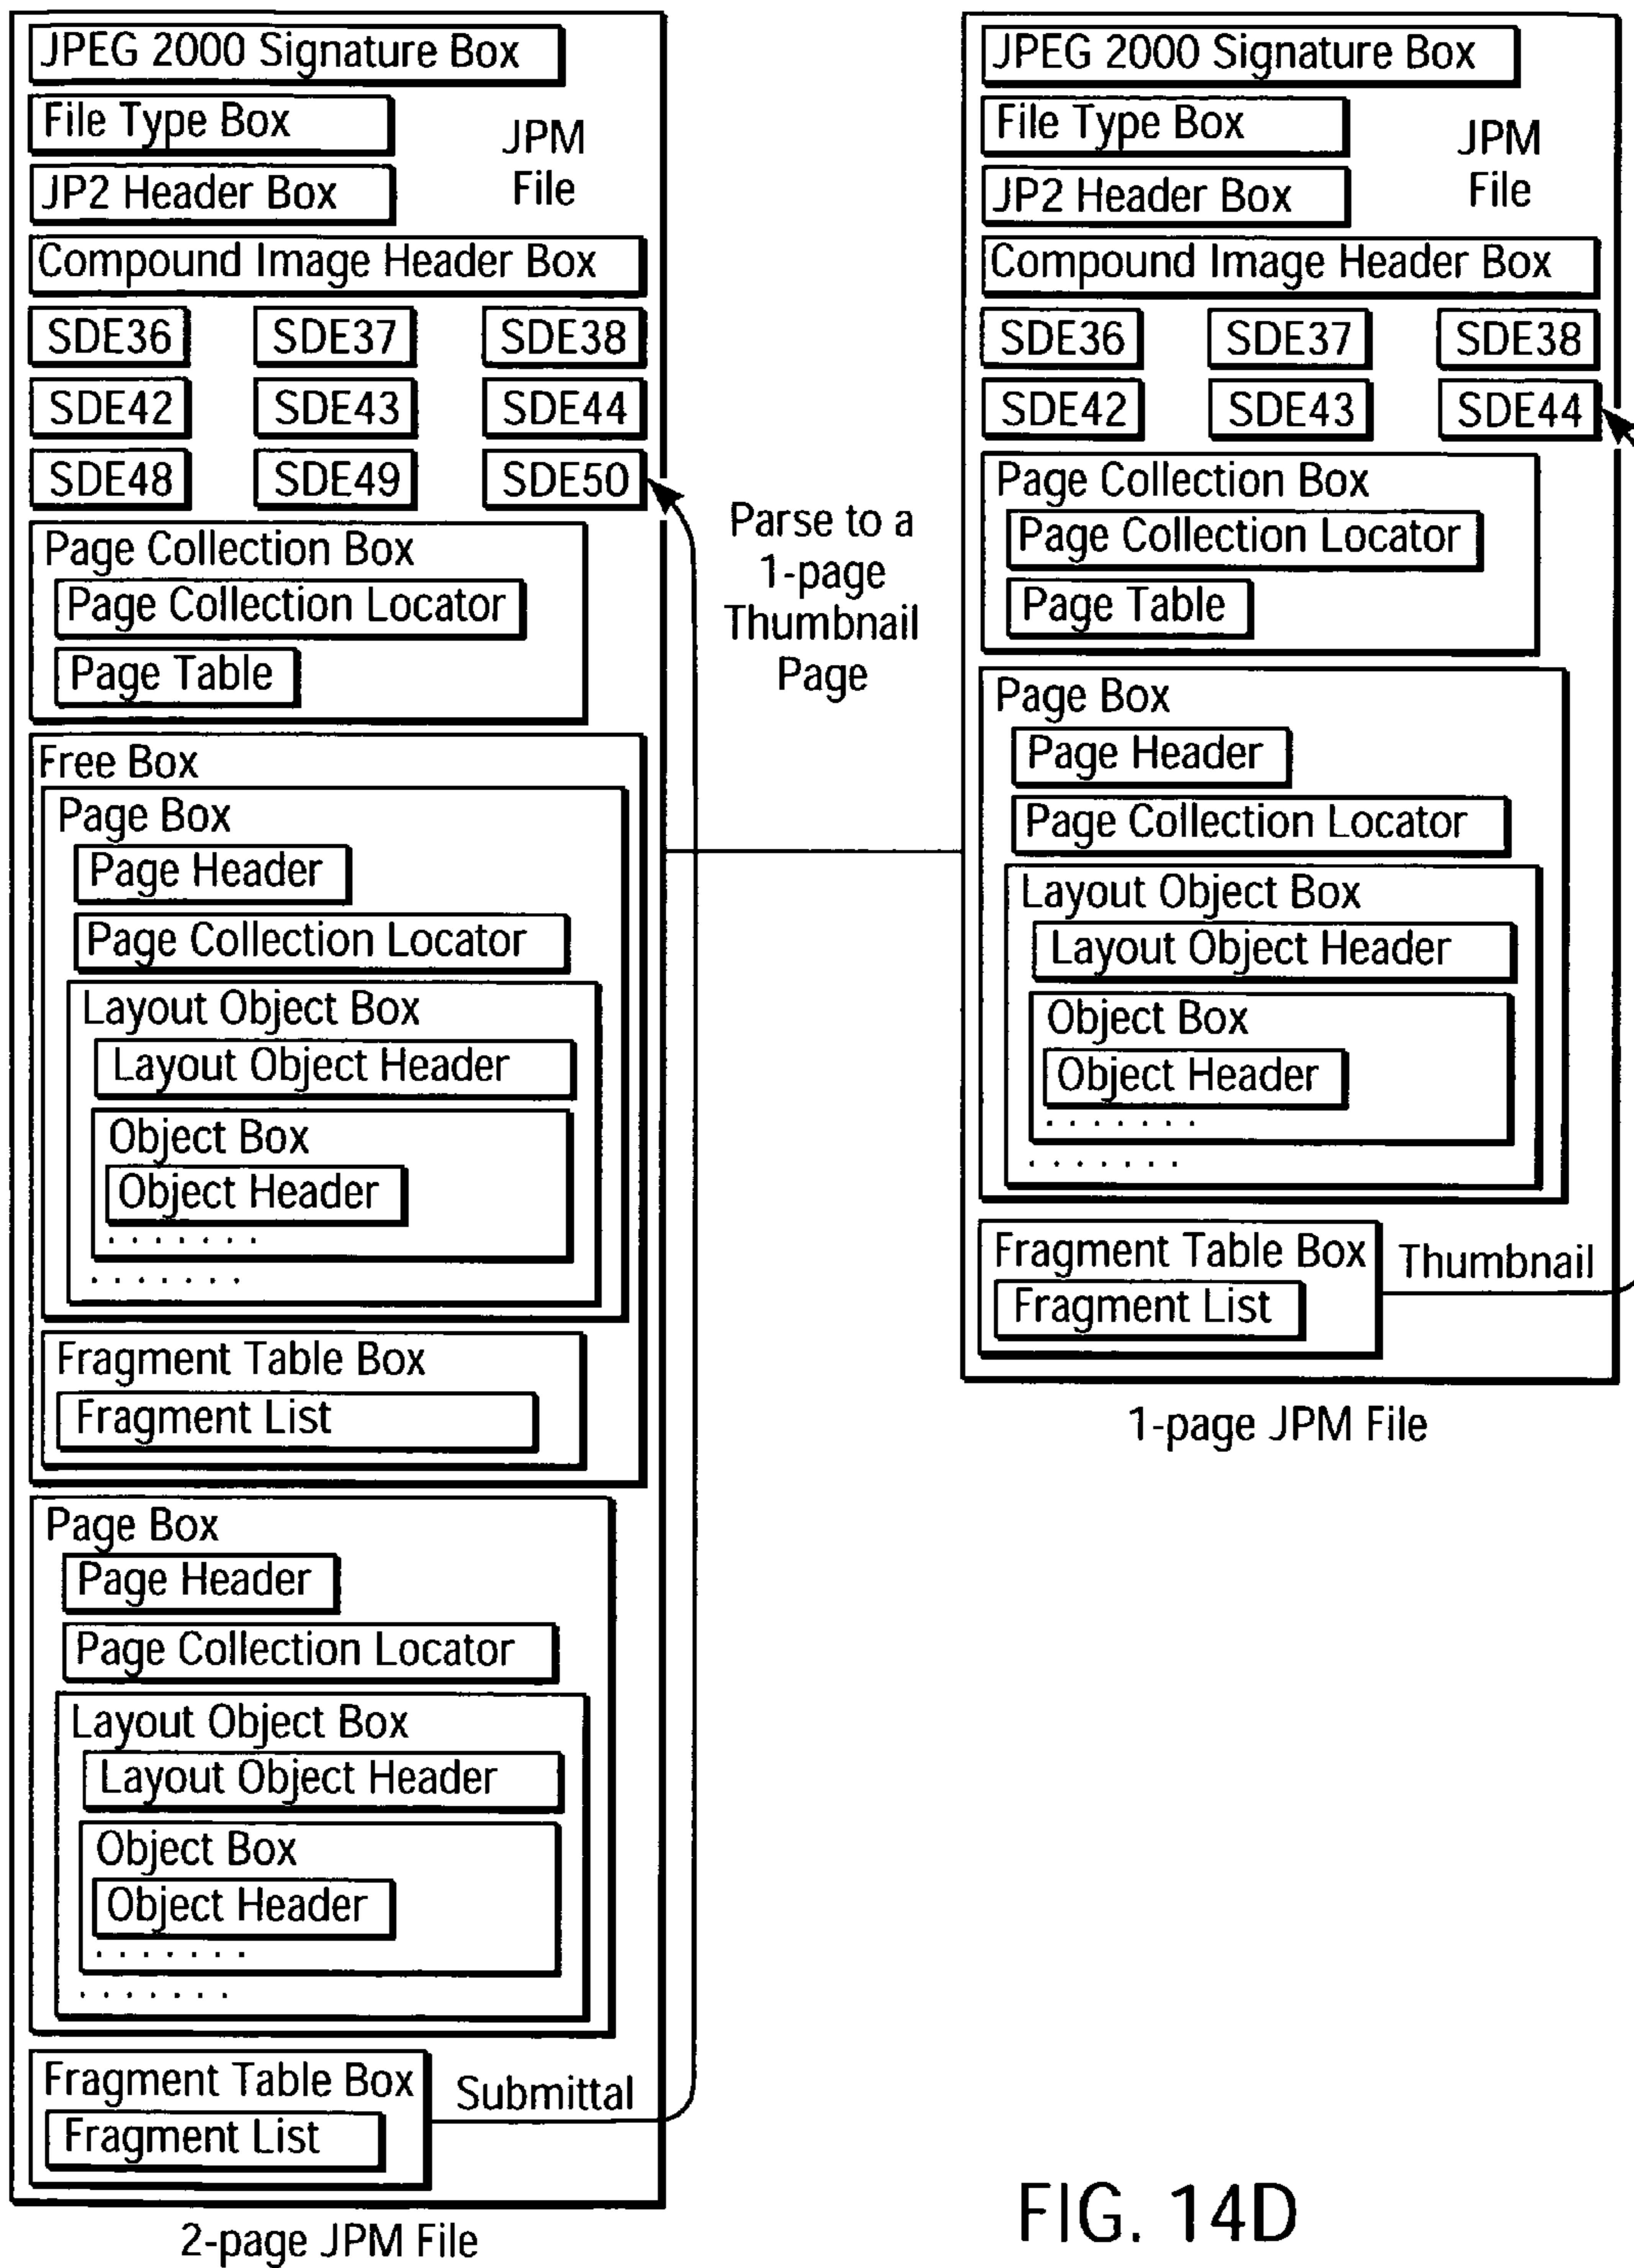 JPEG 2000 Signature Box
File Type Box
JPM
File
JP2 Header Box
Compound Image Header Box
SDE36 SDE37 SDE38
SDE42 SDE43 SDE44
SDE48 SDE49 SDE50
Page Collection Box
Page Collection Locator
Page Table
Free Box
Page Box
Page Header
Page Collection Locator
Layout Object Box
Layout Object Header
Object Box
Object Header
. . . . . . .
. . . . . . .
Fragment Table Box
Fragment List
Page Box
Page Header
Page Collection Locator
Layout Object Box
Layout Object Header
Object Box
Object Header
. . . . . . .
. . . . . . .
Fragment Table Box
Fragment List
Submittal
2-page JPM File
Parse to a
1-page
Thumbnail
Page
JPEG 2000 Signature Box
File Type Box
JPM
File
JP2 Header Box
Compound Image Header Box
SDE36 SDE37 SDE38
SDE42 SDE43 SDE44
Page Collection Box
Page Collection Locator
Page Table
Page Box
Page Header
Page Collection Locator
Layout Object Box
Layout Object Header
Object Box
Object Header
. . . . . . .
. . . . . . .
Fragment Table Box
Fragment List
Thumbnail
1-page JPM File
FIG. 14D